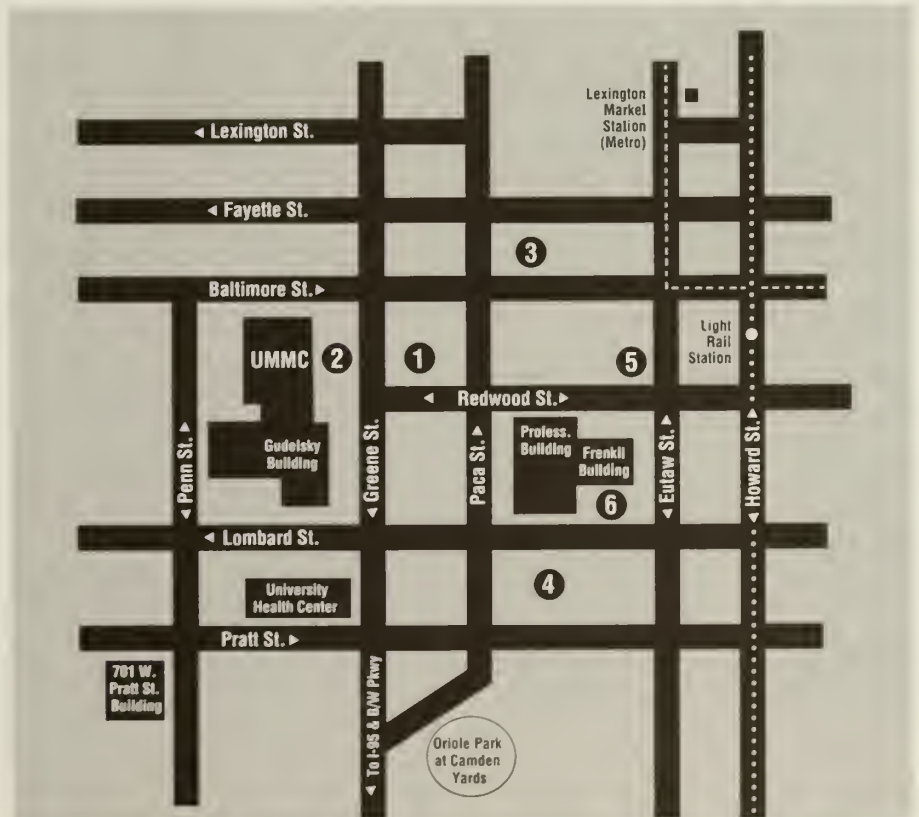 Lexington
Market
Station
(Metro)
◄ Lexington St.
◄ Fayette St.
3
Baltimore St.►
UMMC
2
1
5
Light
Rail
Station
◄ Redwood St.►
Gudelsky
Building
Profess.
Building
Frenkil
Building
6
◄ Penn St. ►
◄ Greene St.
Paca St. ►
◄ Eutaw St. ►
◄ Howard St. ►
◄ Lombard St.
University
Health Center
4
Pratt St. ►
701 W.
Pratt St.
Building
◄ To I-95 & B/W Pkwy
Oriole Park
at Camden
Yards